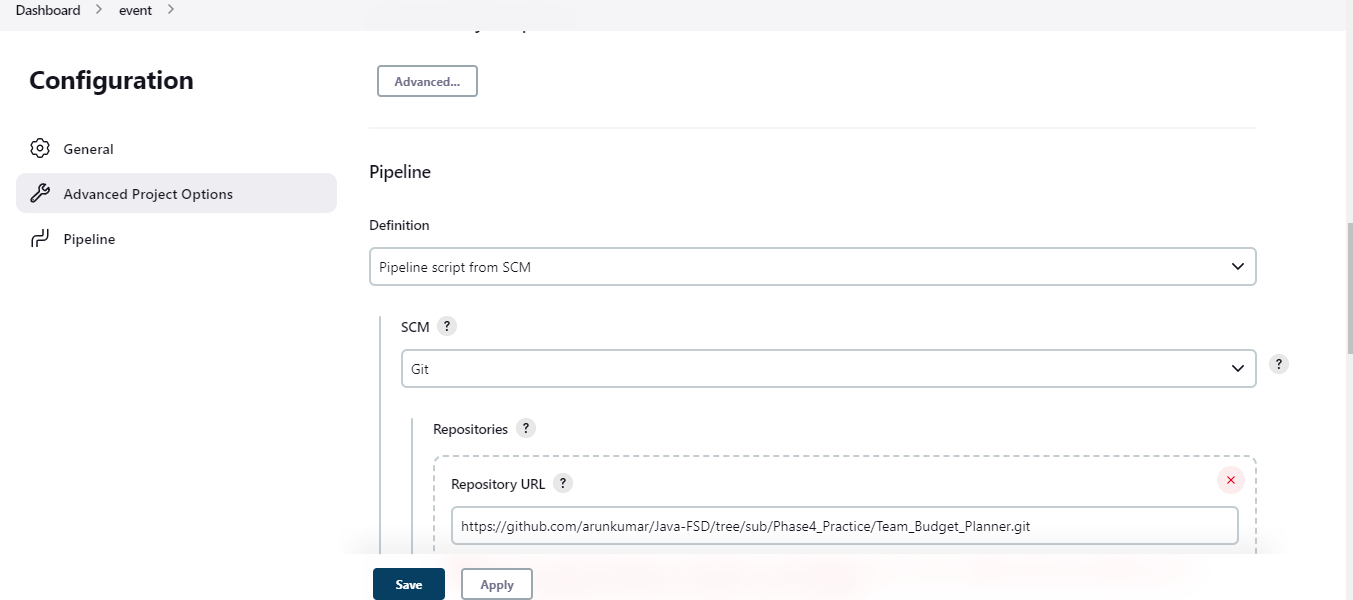 Dashboard > event >
Configuration
General
Advanced Project Options
Pipeline
Advanced...
Pipeline
Definition
Pipeline script from SCM
SCM ?
Git
?
Repositories ?
Repository URL ?
https://github.com/arunkumar/Java-FSD/tree/sub/Phase4_Practice/Team_Budget_Planner.git
Save
Apply